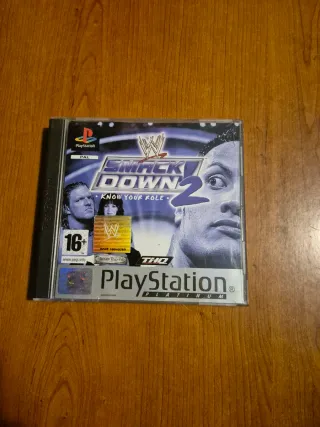 PlayStation
W
SMACK
DOWN! 2
• KNOW YOUR ROLE •
16+
THQ
PlayStation®
PLATINUM